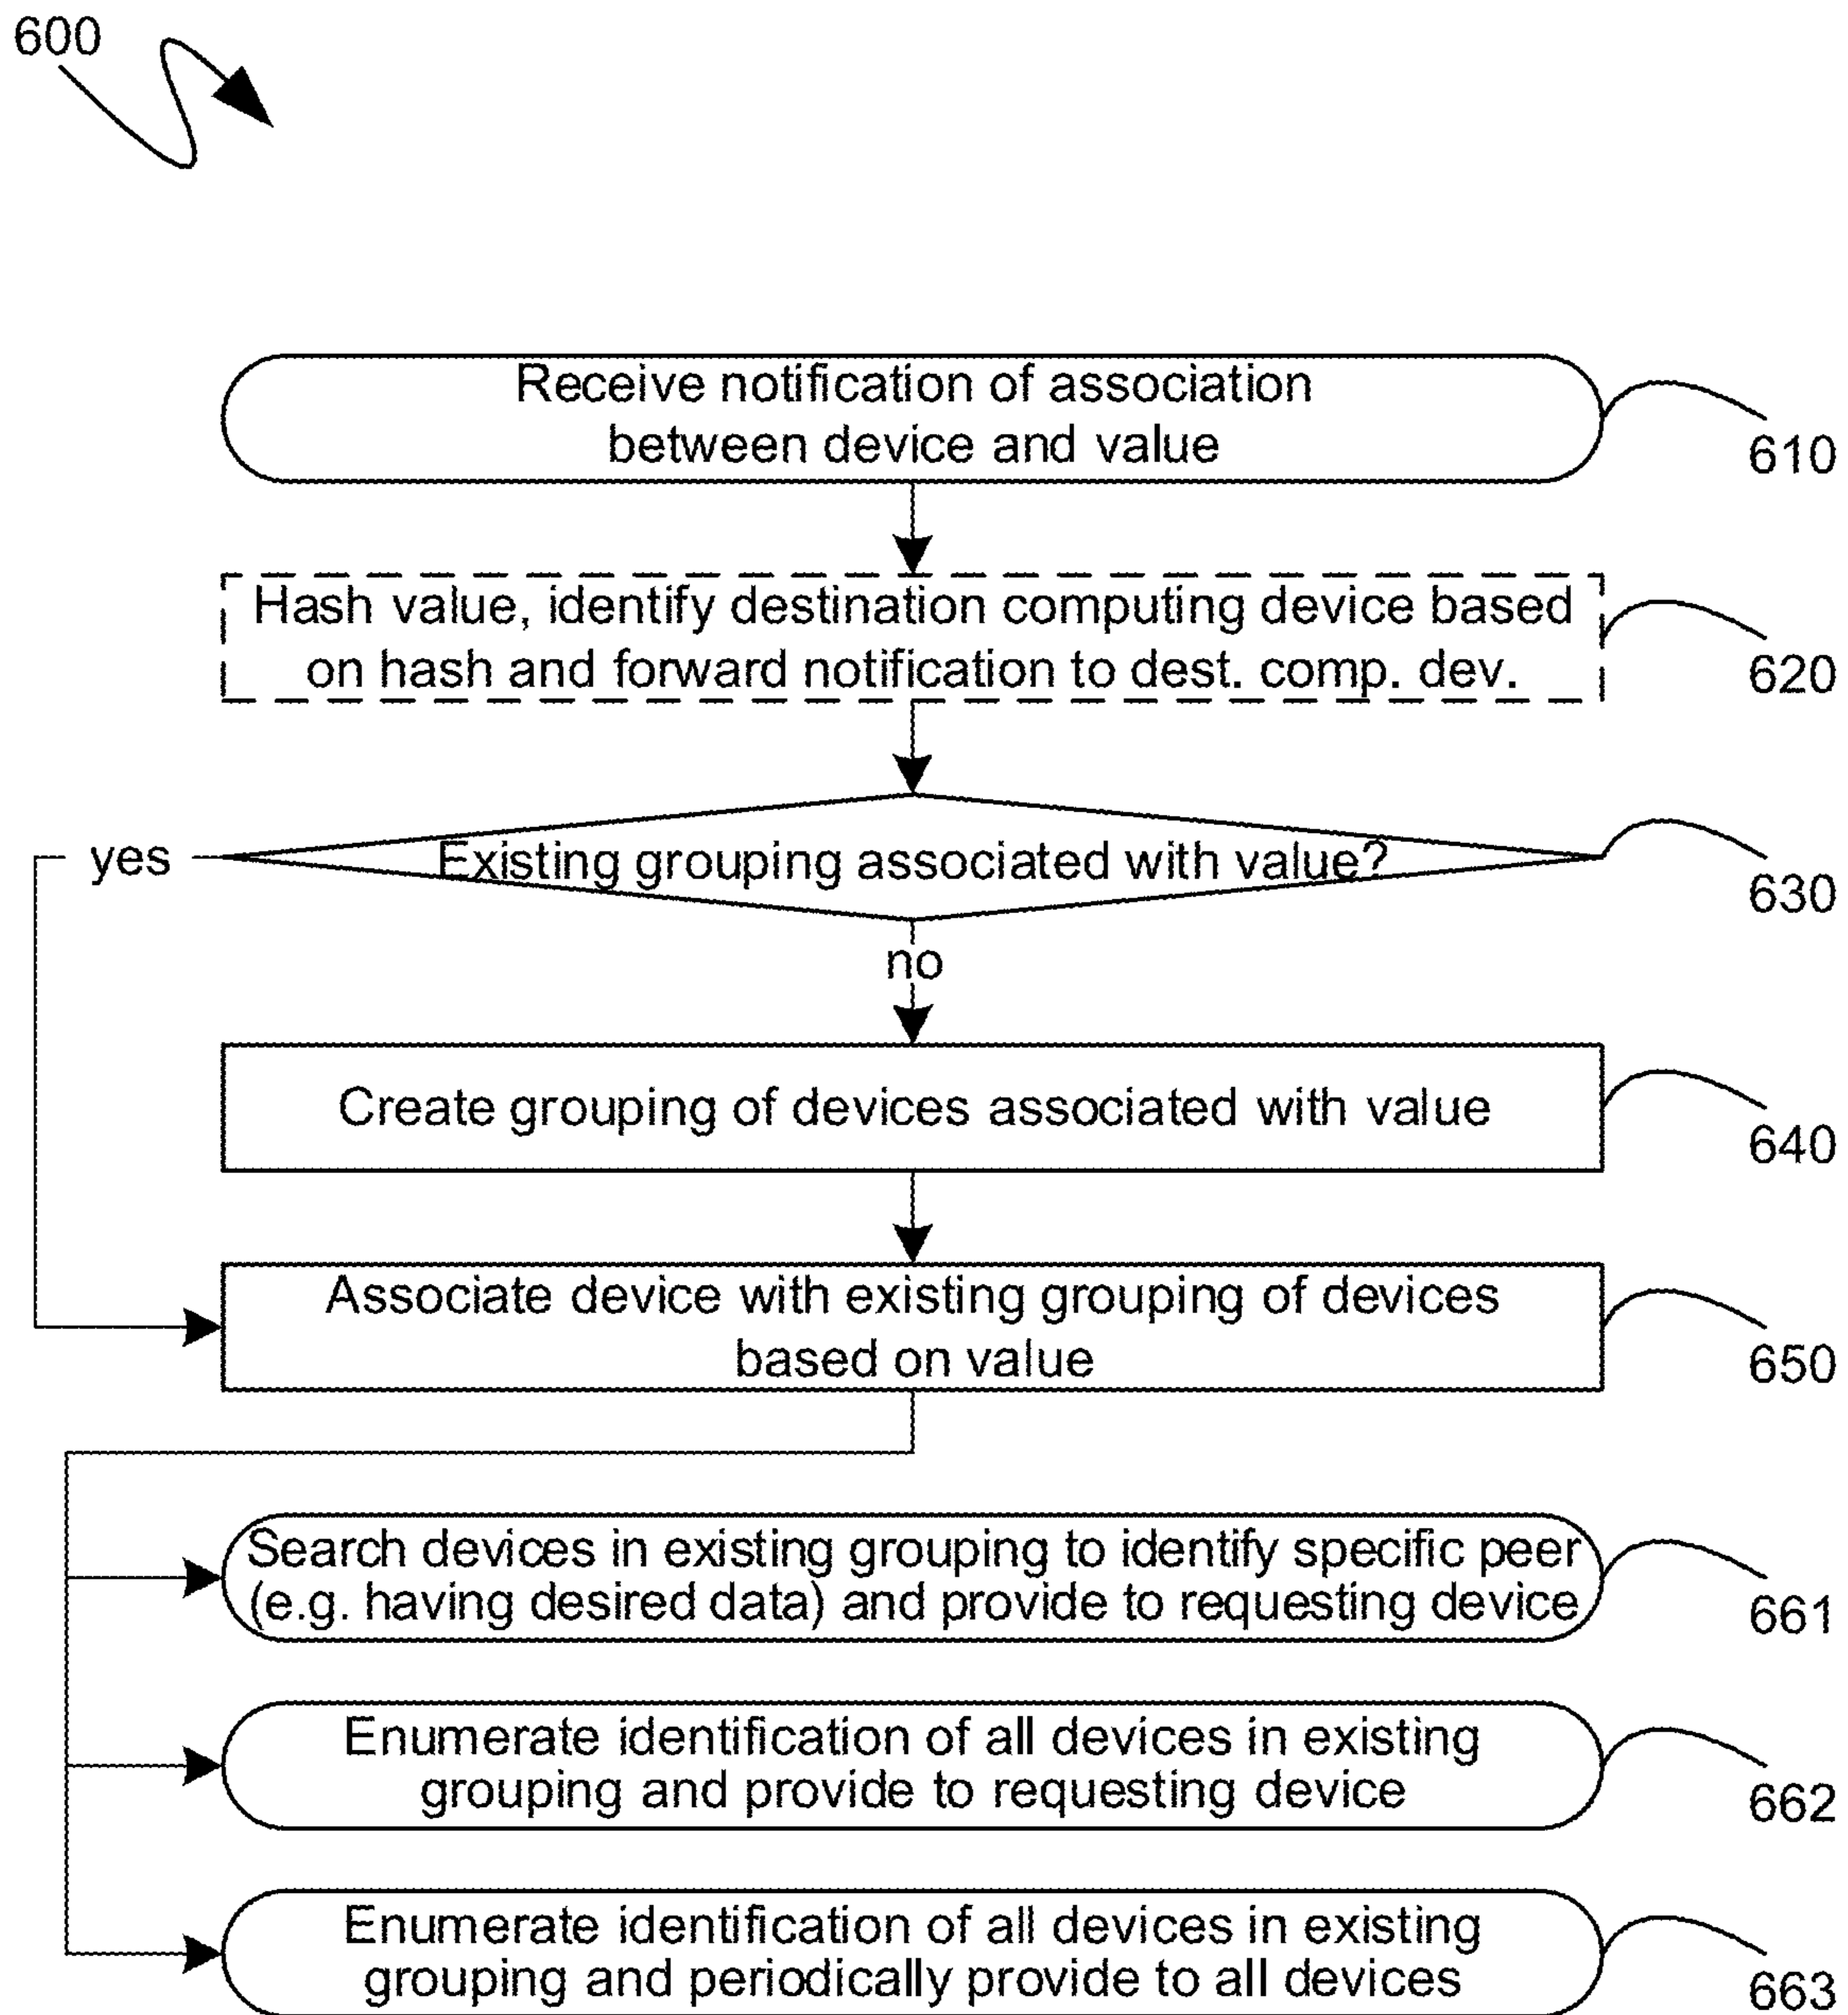 600
Receive notification of association
between device and value
610
Hash value, identify destination computing device based
on hash and forward notification to dest. comp. dev.
620
Existing grouping associated with value?
yes
630
no
Create grouping of devices associated with value
640
Associate device with existing grouping of devices
based on value
650
Search devices in existing grouping to identify specific peer
(e.g. having desired data) and provide to requesting device
661
Enumerate identification of all devices in existing
grouping and provide to requesting device
662
Enumerate identification of all devices in existing
grouping and periodically provide to all devices
663